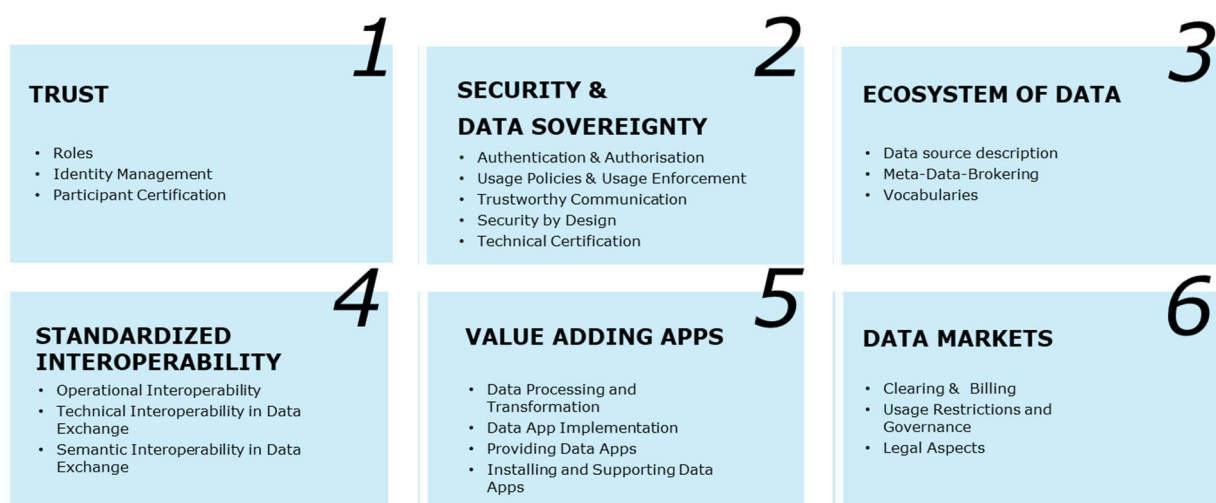 1
TRUST
• Roles
• Identity Management
• Participant Certification
2
SECURITY &
DATA SOVEREIGNTY
• Authentication & Authorisation
• Usage Policies & Usage Enforcement
• Trustworthy Communication
• Security by Design
• Technical Certification
3
ECOSYSTEM OF DATA
• Data source description
• Meta-Data-Brokering
• Vocabularies
4
STANDARDIZED
INTEROPERABILITY
• Operational Interoperability
• Technical Interoperability in Data
Exchange
• Semantic Interoperability in Data
Exchange
5
VALUE ADDING APPS
• Data Processing and
Transformation
• Data App Implementation
• Providing Data Apps
• Installing and Supporting Data
Apps
6
DATA MARKETS
• Clearing & Billing
• Usage Restrictions and
Governance
• Legal Aspects